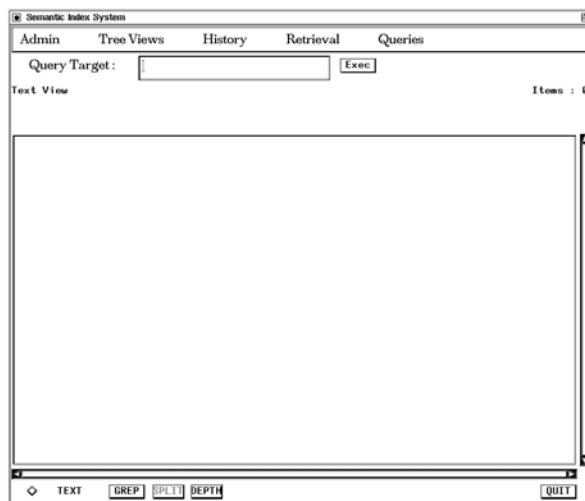 Semantic Index System
Admin Tree Views History Retrieval Queries
Query Target : Exec
Text View Items : 0
TEXT GREP SPLIT DEPTH QUIT